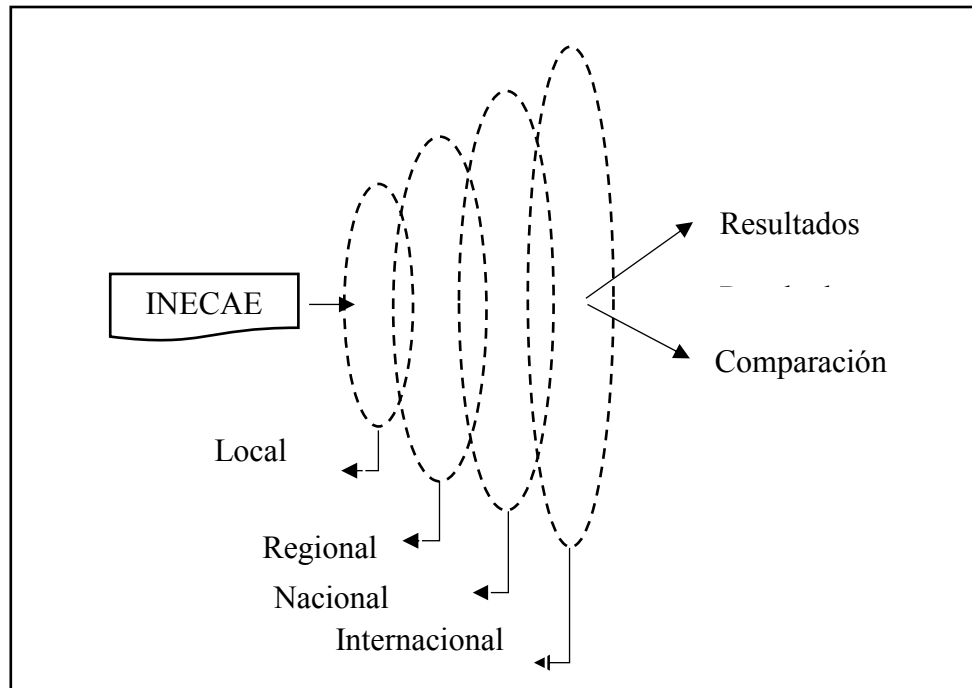 Resultados
INECAE
Comparación
Local
Regional
Nacional
Internacional